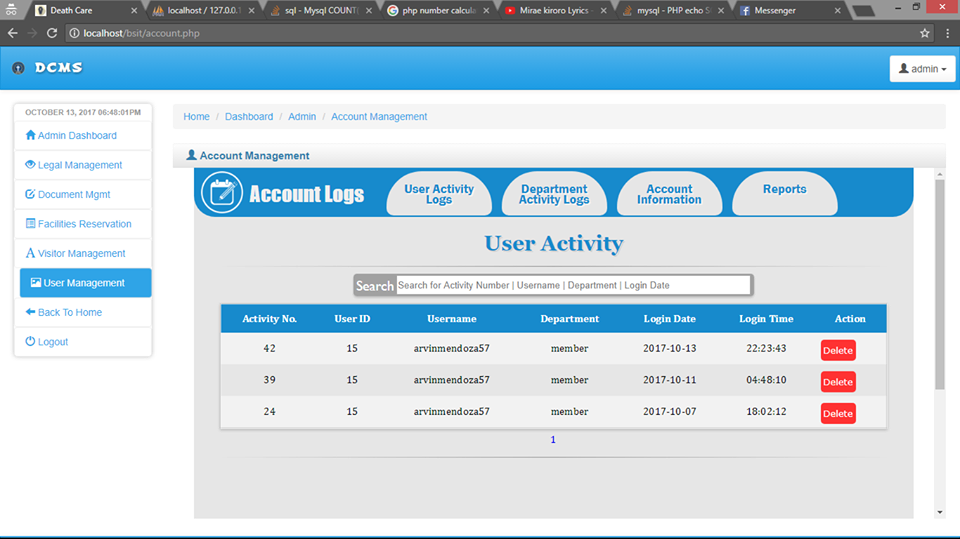 Death Care
localhost / 127.0.0.1
sql - Mysql COUNT(
php number calcula
Mirae kiroro Lyrics -
mysql - PHP echo S
Messenger
localhost/bsit/account.php
DCMS
admin
OCTOBER 13, 2017 06:48:01PM
Admin Dashboard
Legal Management
Document Mgmt
Facilities Reservation
Visitor Management
User Management
Back To Home
Logout
Home / Dashboard / Admin / Account Management
Account Management
Account Logs
User Activity
Logs
Department
Activity Logs
Account
Information
Reports
User Activity
Search Search for Activity Number | Username | Department | Login Date
Activity No. User ID Username Department Login Date Login Time Action
42 15 arvinmendoza57 member 2017-10-13 22:23:43 Delete
39 15 arvinmendoza57 member 2017-10-11 04:48:10 Delete
24 15 arvinmendoza57 member 2017-10-07 18:02:12 Delete
1